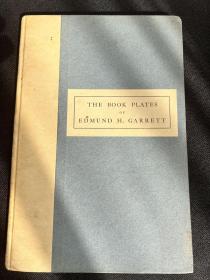 THE BOOK PLATES
OF
EDMUND H. GARRETT